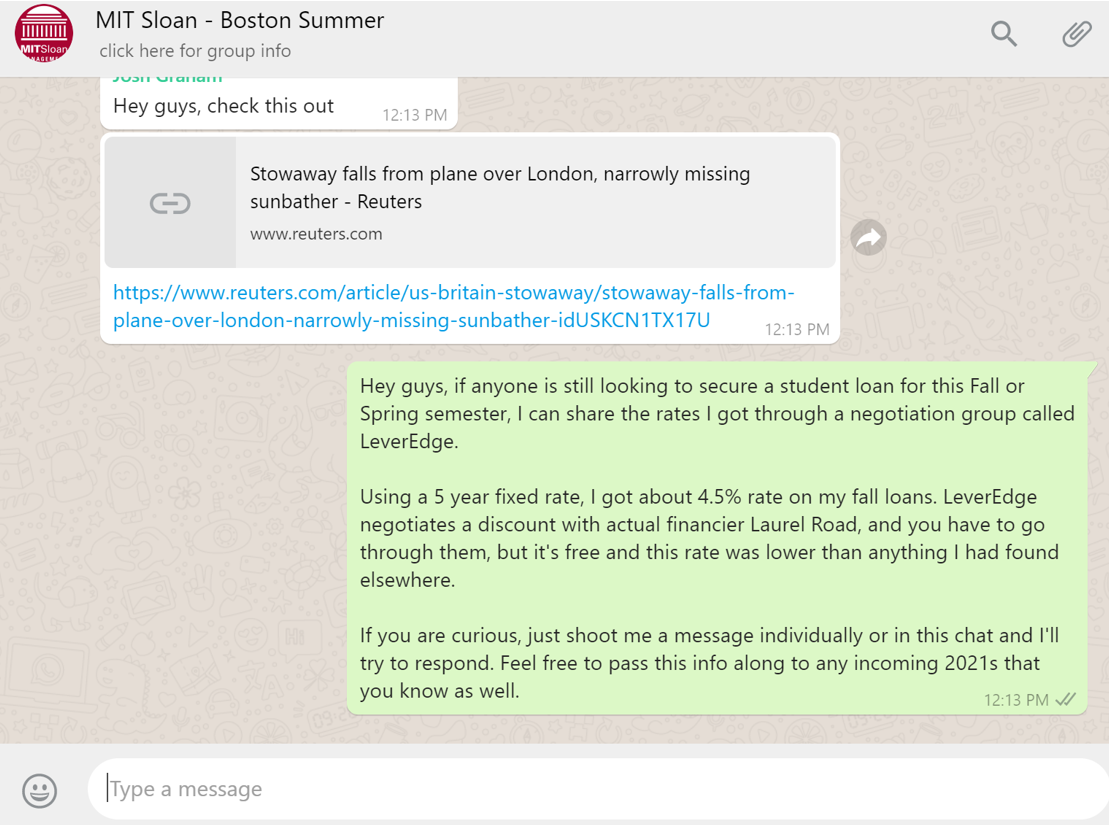 MIT Sloan - Boston Summer
click here for group info
MITSloan
Josh Graham
Hey guys, check this out
12:13 PM
Stowaway falls from plane over London, narrowly missing
sunbather - Reuters
www.reuters.com
https://www.reuters.com/article/us-britain-stowaway/stowaway-falls-from-
plane-over-london-narrowly-missing-sunbather-idUSKCN1TX17U
12:13 PM
Hey guys, if anyone is still looking to secure a student loan for this Fall or
Spring semester, I can share the rates I got through a negotiation group called
LeverEdge.
Using a 5 year fixed rate, I got about 4.5% rate on my fall loans. LeverEdge
negotiates a discount with actual financier Laurel Road, and you have to go
through them, but it's free and this rate was lower than anything I had found
elsewhere.
If you are curious, just shoot me a message individually or in this chat and I'll
try to respond. Feel free to pass this info along to any incoming 2021s that
you know as well.
12:13 PM
Type a message